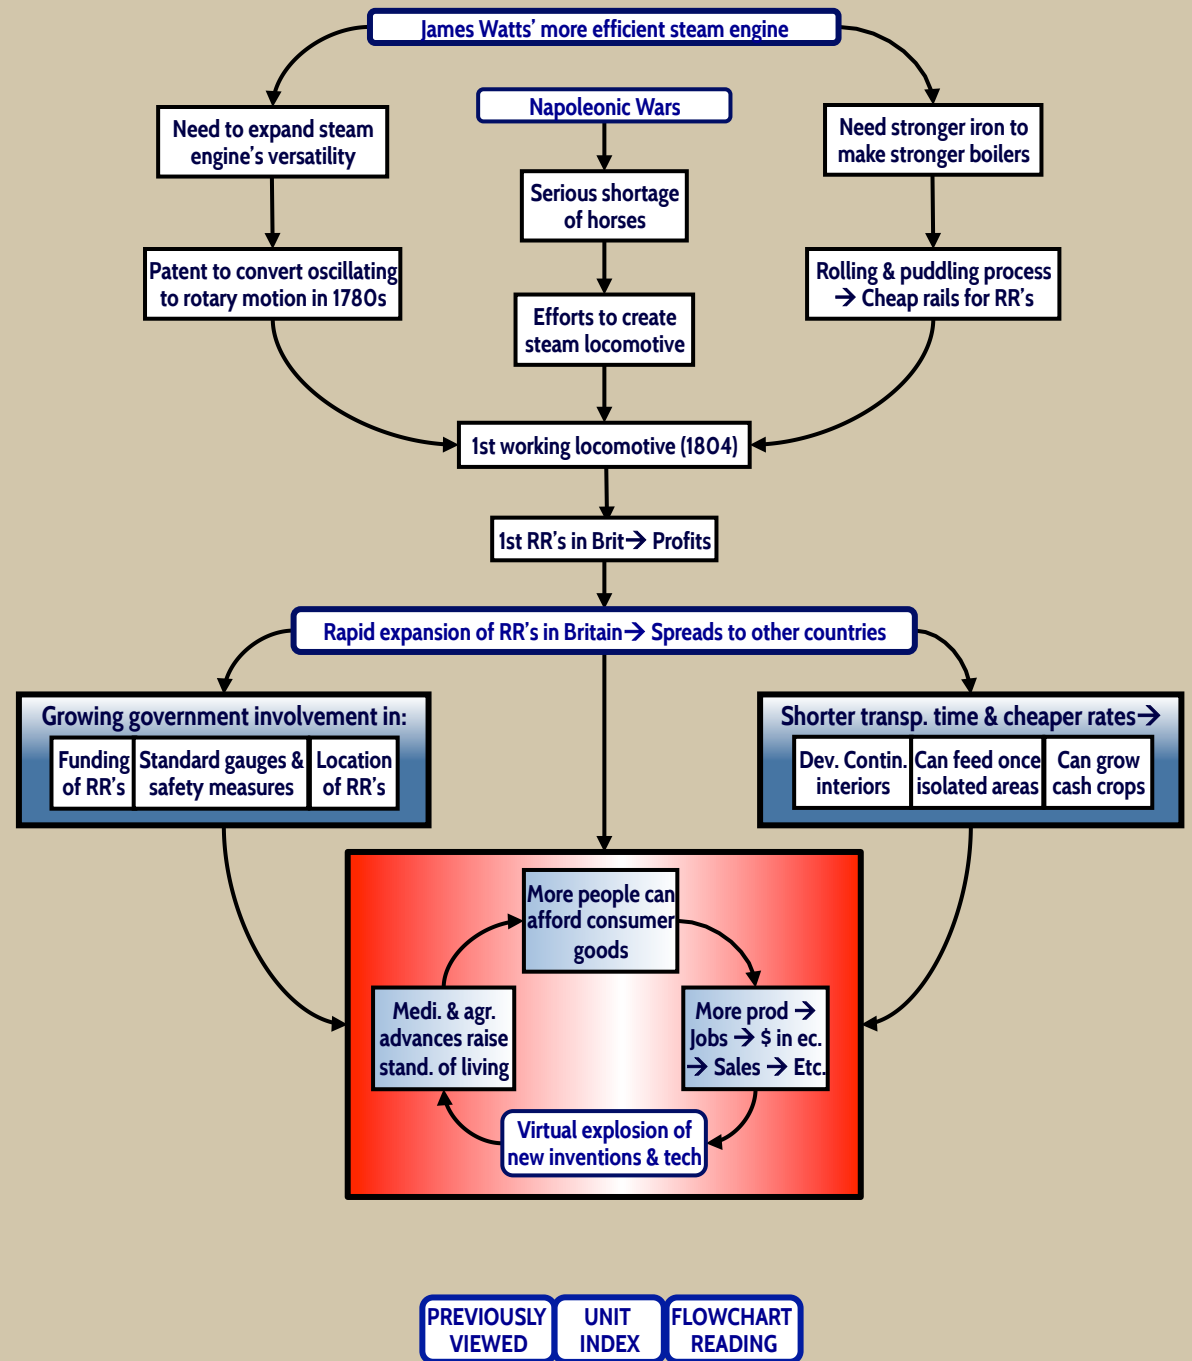 James Watts’ more efficient steam engine
Napoleonic Wars
Need to expand steam
engine’s versatility
Need stronger iron to
make stronger boilers
Serious shortage
of horses
Patent to convert oscillating
to rotary motion in 1780s
Rolling & puddling process
→ Cheap rails for RR’s
Efforts to create
steam locomotive
1st working locomotive (1804)
1st RR’s in Brit→ Profits
Rapid expansion of RR’s in Britain→ Spreads to other countries
Growing government involvement in:
Funding
of RR’s
Standard gauges &
safety measures
Location
of RR’s
Shorter transp. time & cheaper rates→
Dev. Contin.
interiors
Can feed once
isolated areas
Can grow
cash crops
More people can
afford consumer
goods
Medi. & agr.
advances raise
stand. of living
More prod →
Jobs → $ in ec.
→ Sales → Etc.
Virtual explosion of
new inventions & tech
PREVIOUSLY
VIEWED
UNIT
INDEX
FLOWCHART
READING